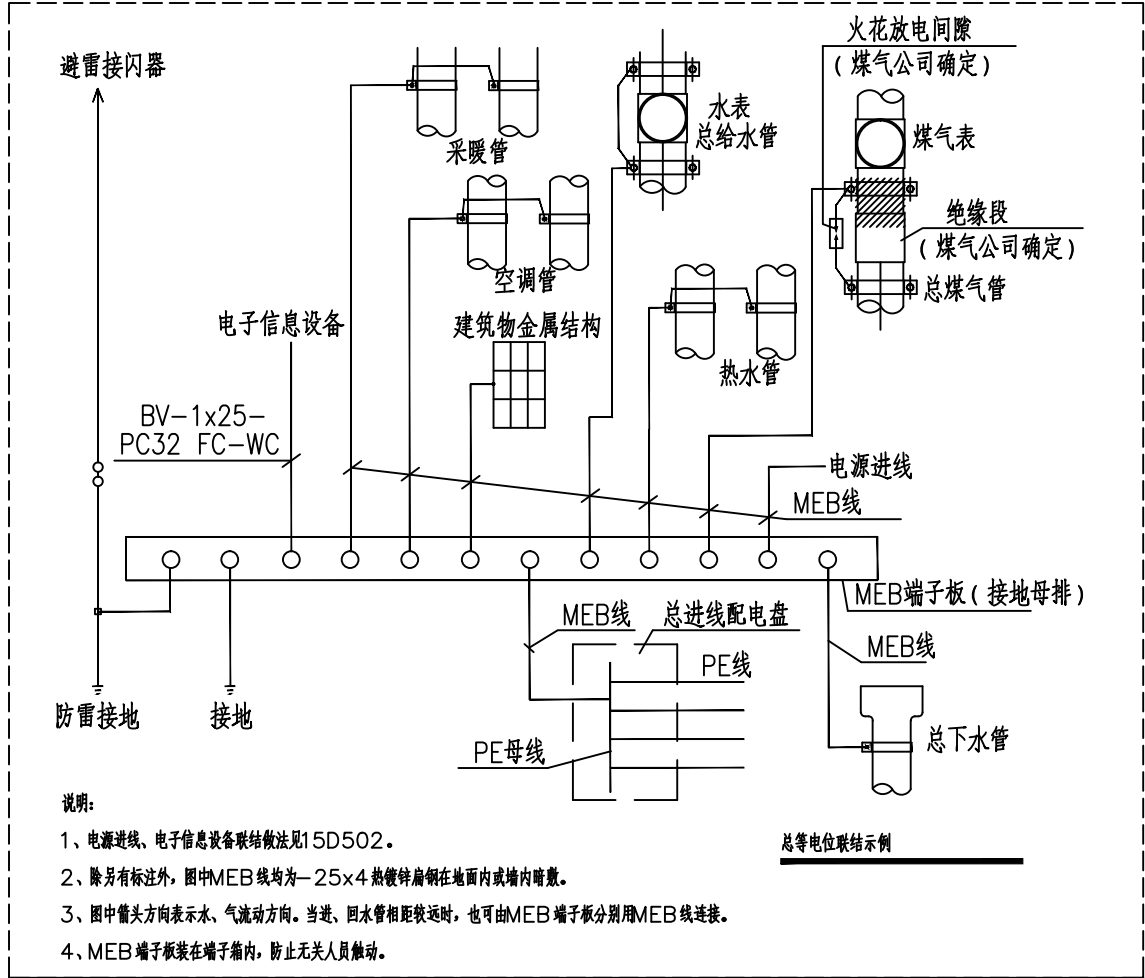 避雷接闪器
采暖管
水表
总给水管
火花放电间隙
(煤气公司确定)
煤气表
绝缘段
(煤气公司确定)
总煤气管
空调管
电子信息设备
建筑物金属结构
热水管
BV-1x25-
PC32 FC-WC
电源进线
MEB线
MEB端子板(接地母排)
MEB线
总进线配电盘
PE线
MEB线
防雷接地
接地
PE母线
总下水管
说明:
1、电源进线、电子信息设备联结做法见15D502。
2、除另有标注外,图中MEB线均为-25x4热镀锌扁钢在地面内或墙内暗敷。
3、图中箭头方向表示水、气流动方向。当进、回水管相距较远时,也可由MEB端子板分别用MEB线连接。
4、MEB端子板装在端子箱内,防止无关人员触动。
总等电位联结示例